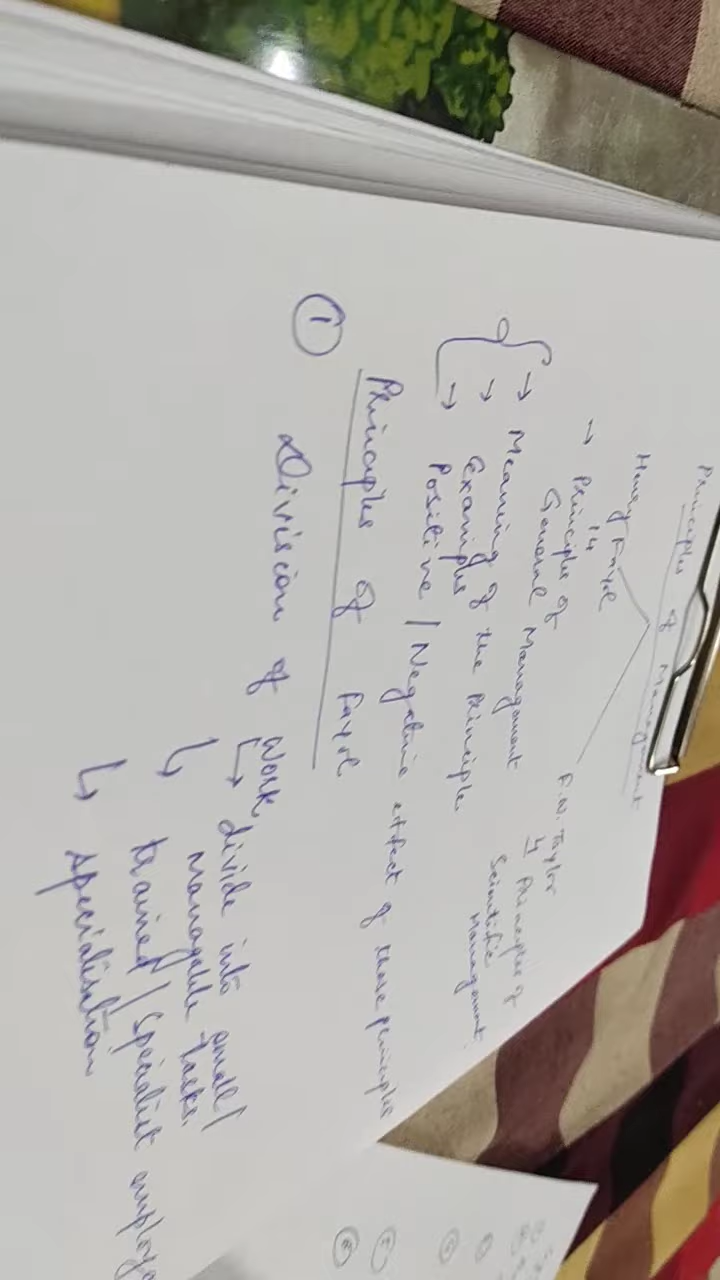 Principles of Management
Henry Fayol
F.W. Taylor
→ 14
Principles of
General Management
4 Principles of
Scientific
Management.
→ Meaning of the Principle
→ Examples
→ Positive / Negative effect of these principles
Principles of Fayol
① Division of Work,
↳ divide into small /
manageable tasks.
↳ trained / specialist
↳ specialisation